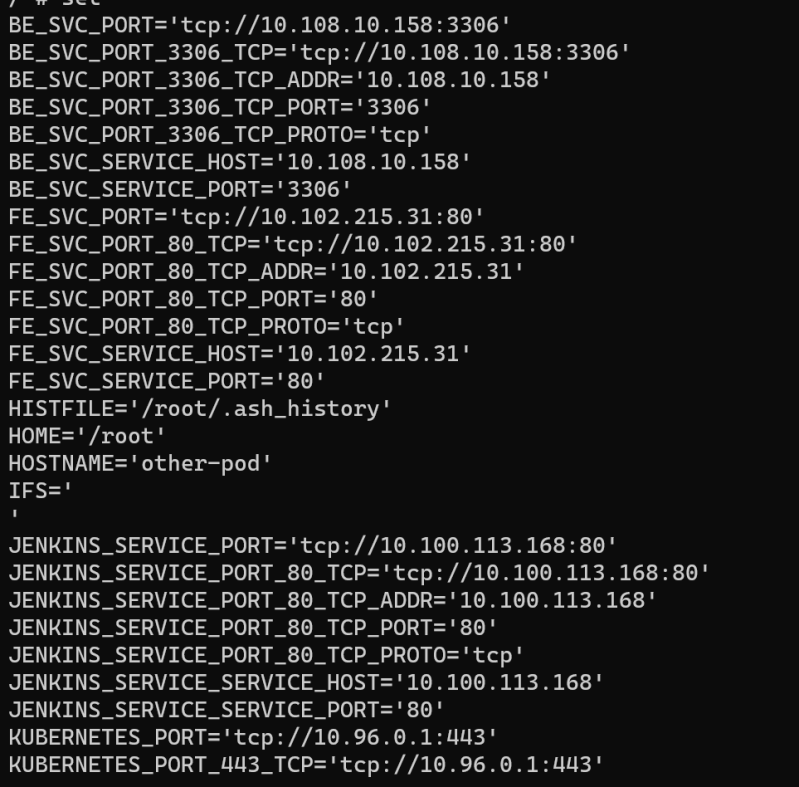 / # set
BE_SVC_PORT='tcp://10.108.10.158:3306'
BE_SVC_PORT_3306_TCP='tcp://10.108.10.158:3306'
BE_SVC_PORT_3306_TCP_ADDR='10.108.10.158'
BE_SVC_PORT_3306_TCP_PORT='3306'
BE_SVC_PORT_3306_TCP_PROTO='tcp'
BE_SVC_SERVICE_HOST='10.108.10.158'
BE_SVC_SERVICE_PORT='3306'
FE_SVC_PORT='tcp://10.102.215.31:80'
FE_SVC_PORT_80_TCP='tcp://10.102.215.31:80'
FE_SVC_PORT_80_TCP_ADDR='10.102.215.31'
FE_SVC_PORT_80_TCP_PORT='80'
FE_SVC_PORT_80_TCP_PROTO='tcp'
FE_SVC_SERVICE_HOST='10.102.215.31'
FE_SVC_SERVICE_PORT='80'
HISTFILE='/root/.ash_history'
HOME='/root'
HOSTNAME='other-pod'
IFS='
'
JENKINS_SERVICE_PORT='tcp://10.100.113.168:80'
JENKINS_SERVICE_PORT_80_TCP='tcp://10.100.113.168:80'
JENKINS_SERVICE_PORT_80_TCP_ADDR='10.100.113.168'
JENKINS_SERVICE_PORT_80_TCP_PORT='80'
JENKINS_SERVICE_PORT_80_TCP_PROTO='tcp'
JENKINS_SERVICE_SERVICE_HOST='10.100.113.168'
JENKINS_SERVICE_SERVICE_PORT='80'
KUBERNETES_PORT='tcp://10.96.0.1:443'
KUBERNETES_PORT_443_TCP='tcp://10.96.0.1:443'